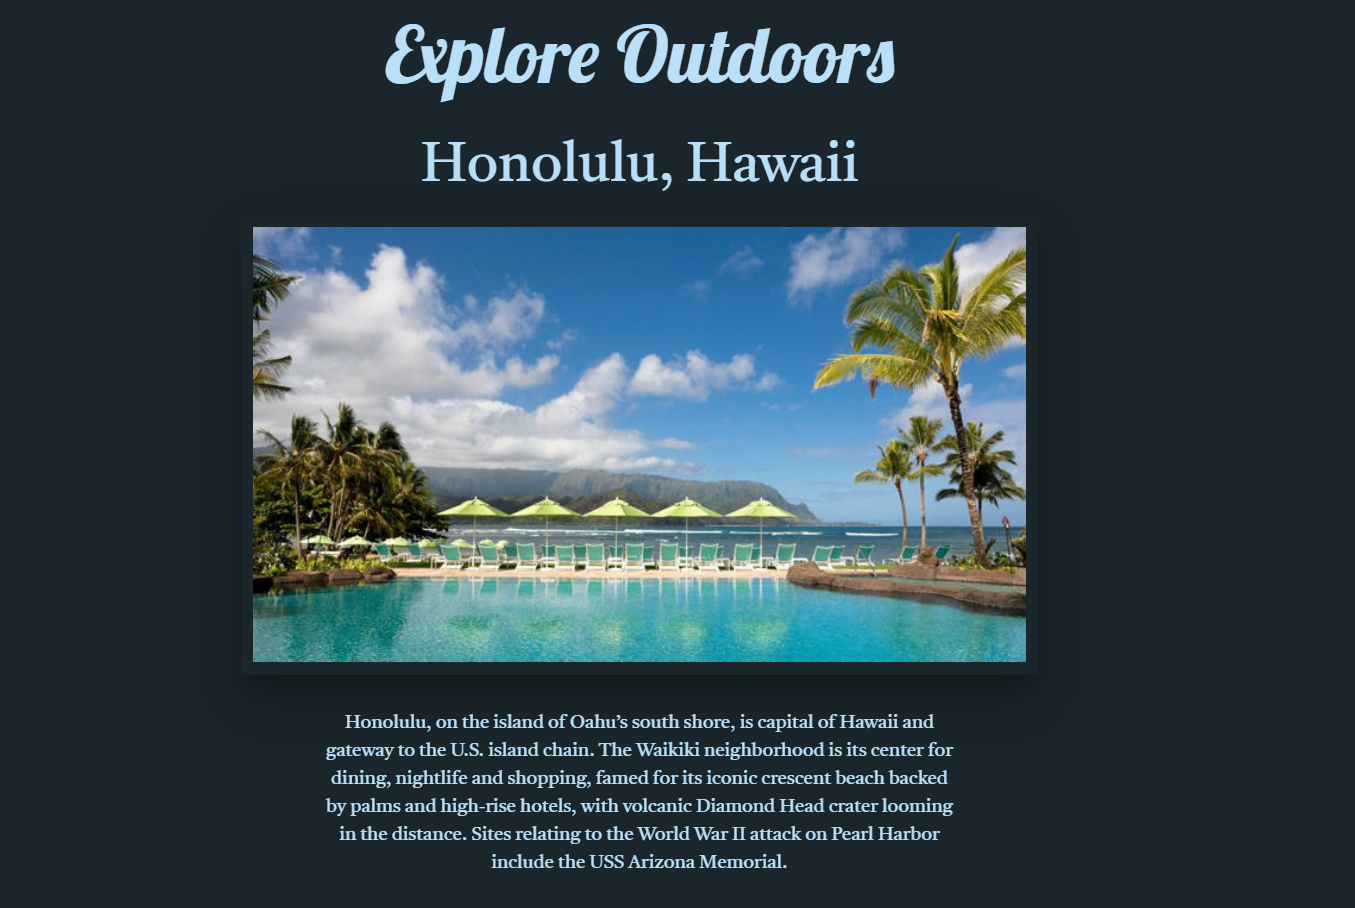 Explore Outdoors
Honolulu, Hawaii
Honolulu, on the island of Oahu’s south shore, is capital of Hawaii and
gateway to the U.S. island chain. The Waikiki neighborhood is its center for
dining, nightlife and shopping, famed for its iconic crescent beach backed
by palms and high-rise hotels, with volcanic Diamond Head crater looming
in the distance. Sites relating to the World War II attack on Pearl Harbor
include the USS Arizona Memorial.